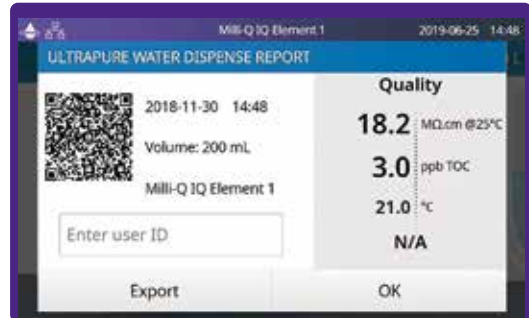 Milli-Q IQ Element 1 2019-06-25 14:48
ULTRAPURE WATER DISPENSE REPORT
2018-11-30 14:48
Volume: 200 mL
Milli-Q IQ Element 1
Enter user ID
Quality
18.2 MΩ.cm @25°C
3.0 ppb TOC
21.0 °C
N/A
Export OK